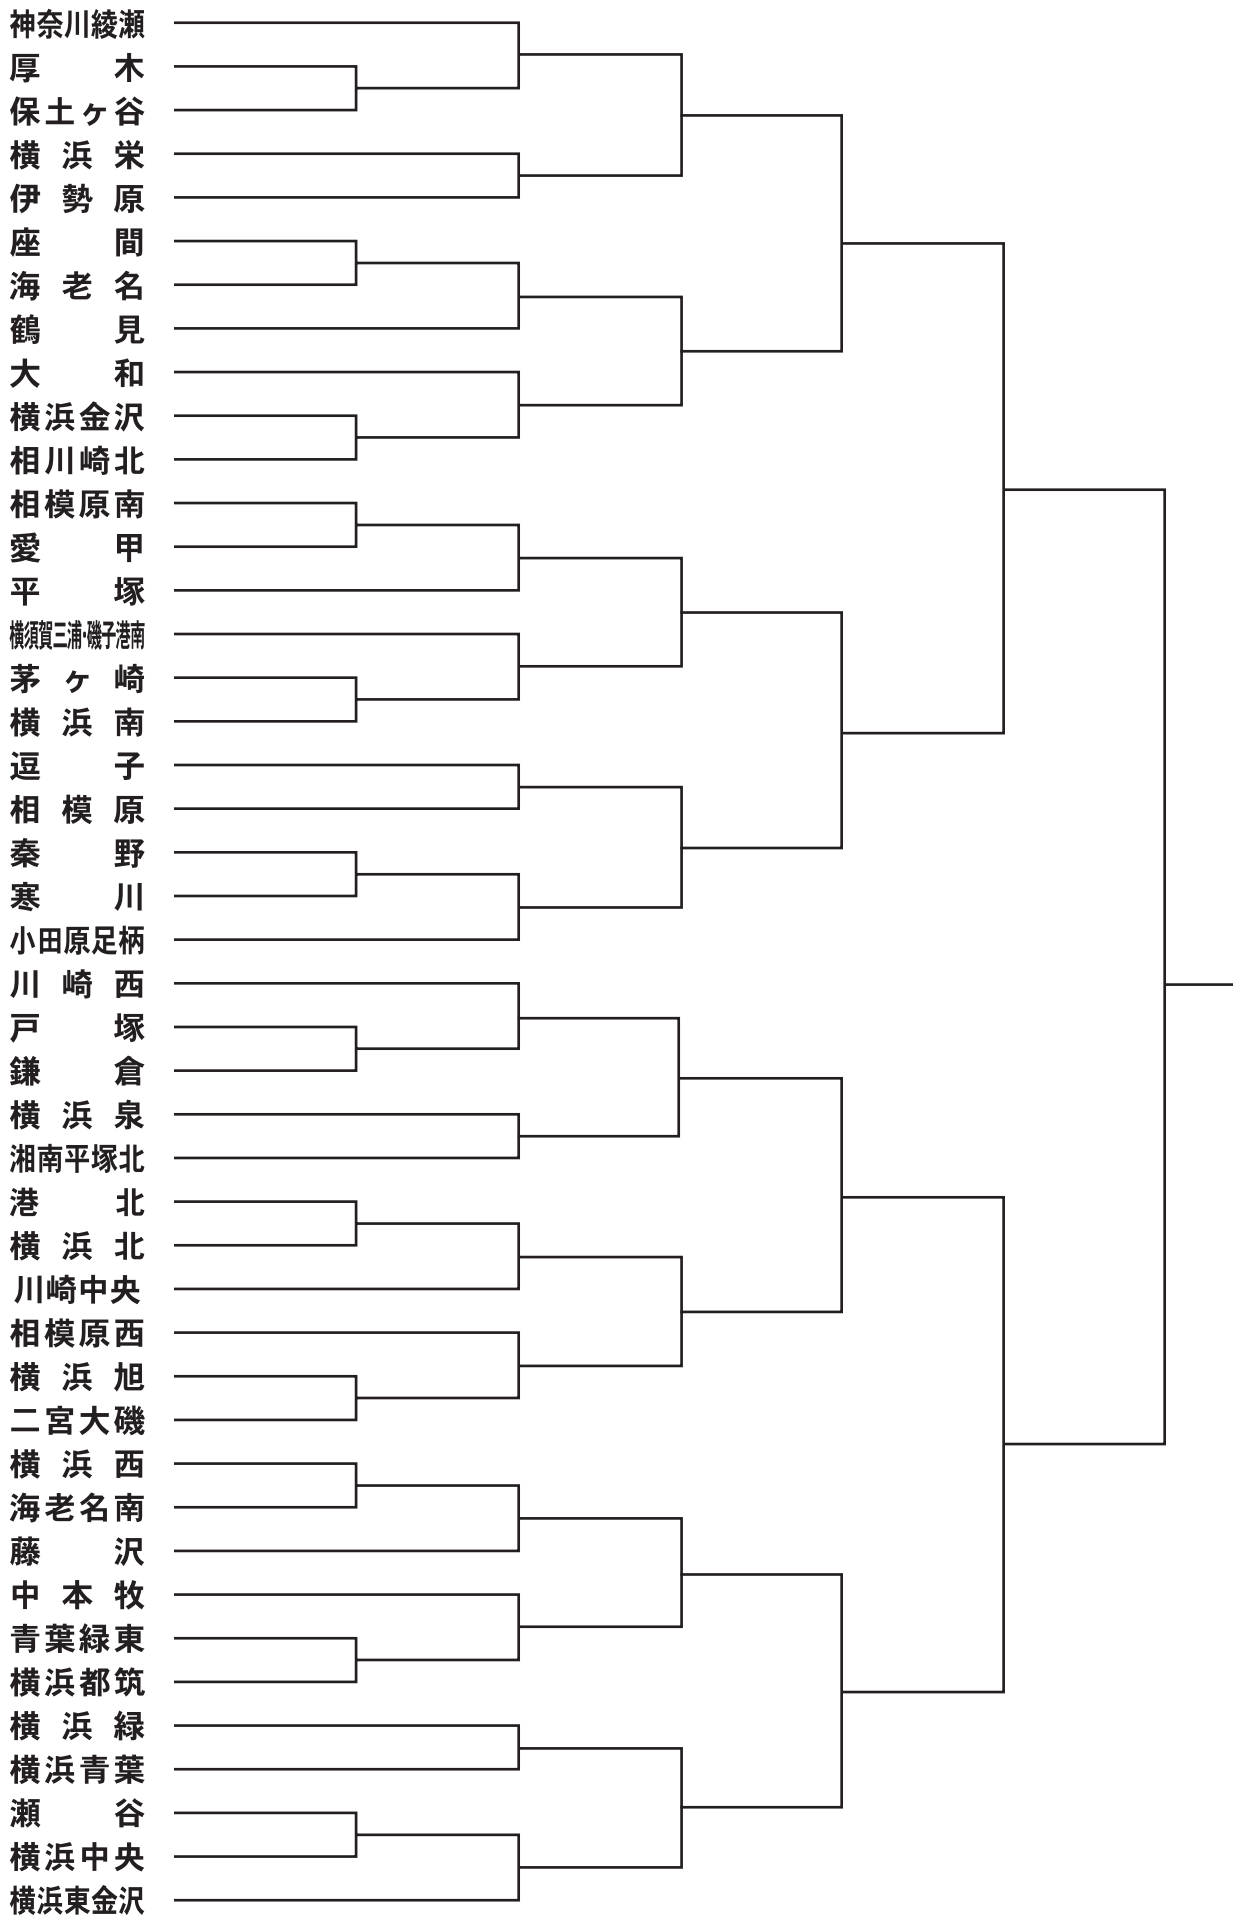 神奈川綾瀬
厚木
保土ヶ谷
横浜栄
伊勢原
座間
海老名
鶴見
大和
横浜金沢
相川崎北
相模原南
愛甲
平塚
横須賀三浦・磯子港南
茅ヶ崎
横浜南
逗子
相模原
秦野
寒川
小田原足柄
川崎西
戸塚
鎌倉
横浜泉
湘南平塚北
港北
横浜北
川崎中央
相模原西
横浜旭
二宮大磯
横浜西
海老名南
藤沢
中本牧
青葉緑東
横浜都筑
横浜緑
横浜青葉
瀬谷
横浜中央
横浜東金沢